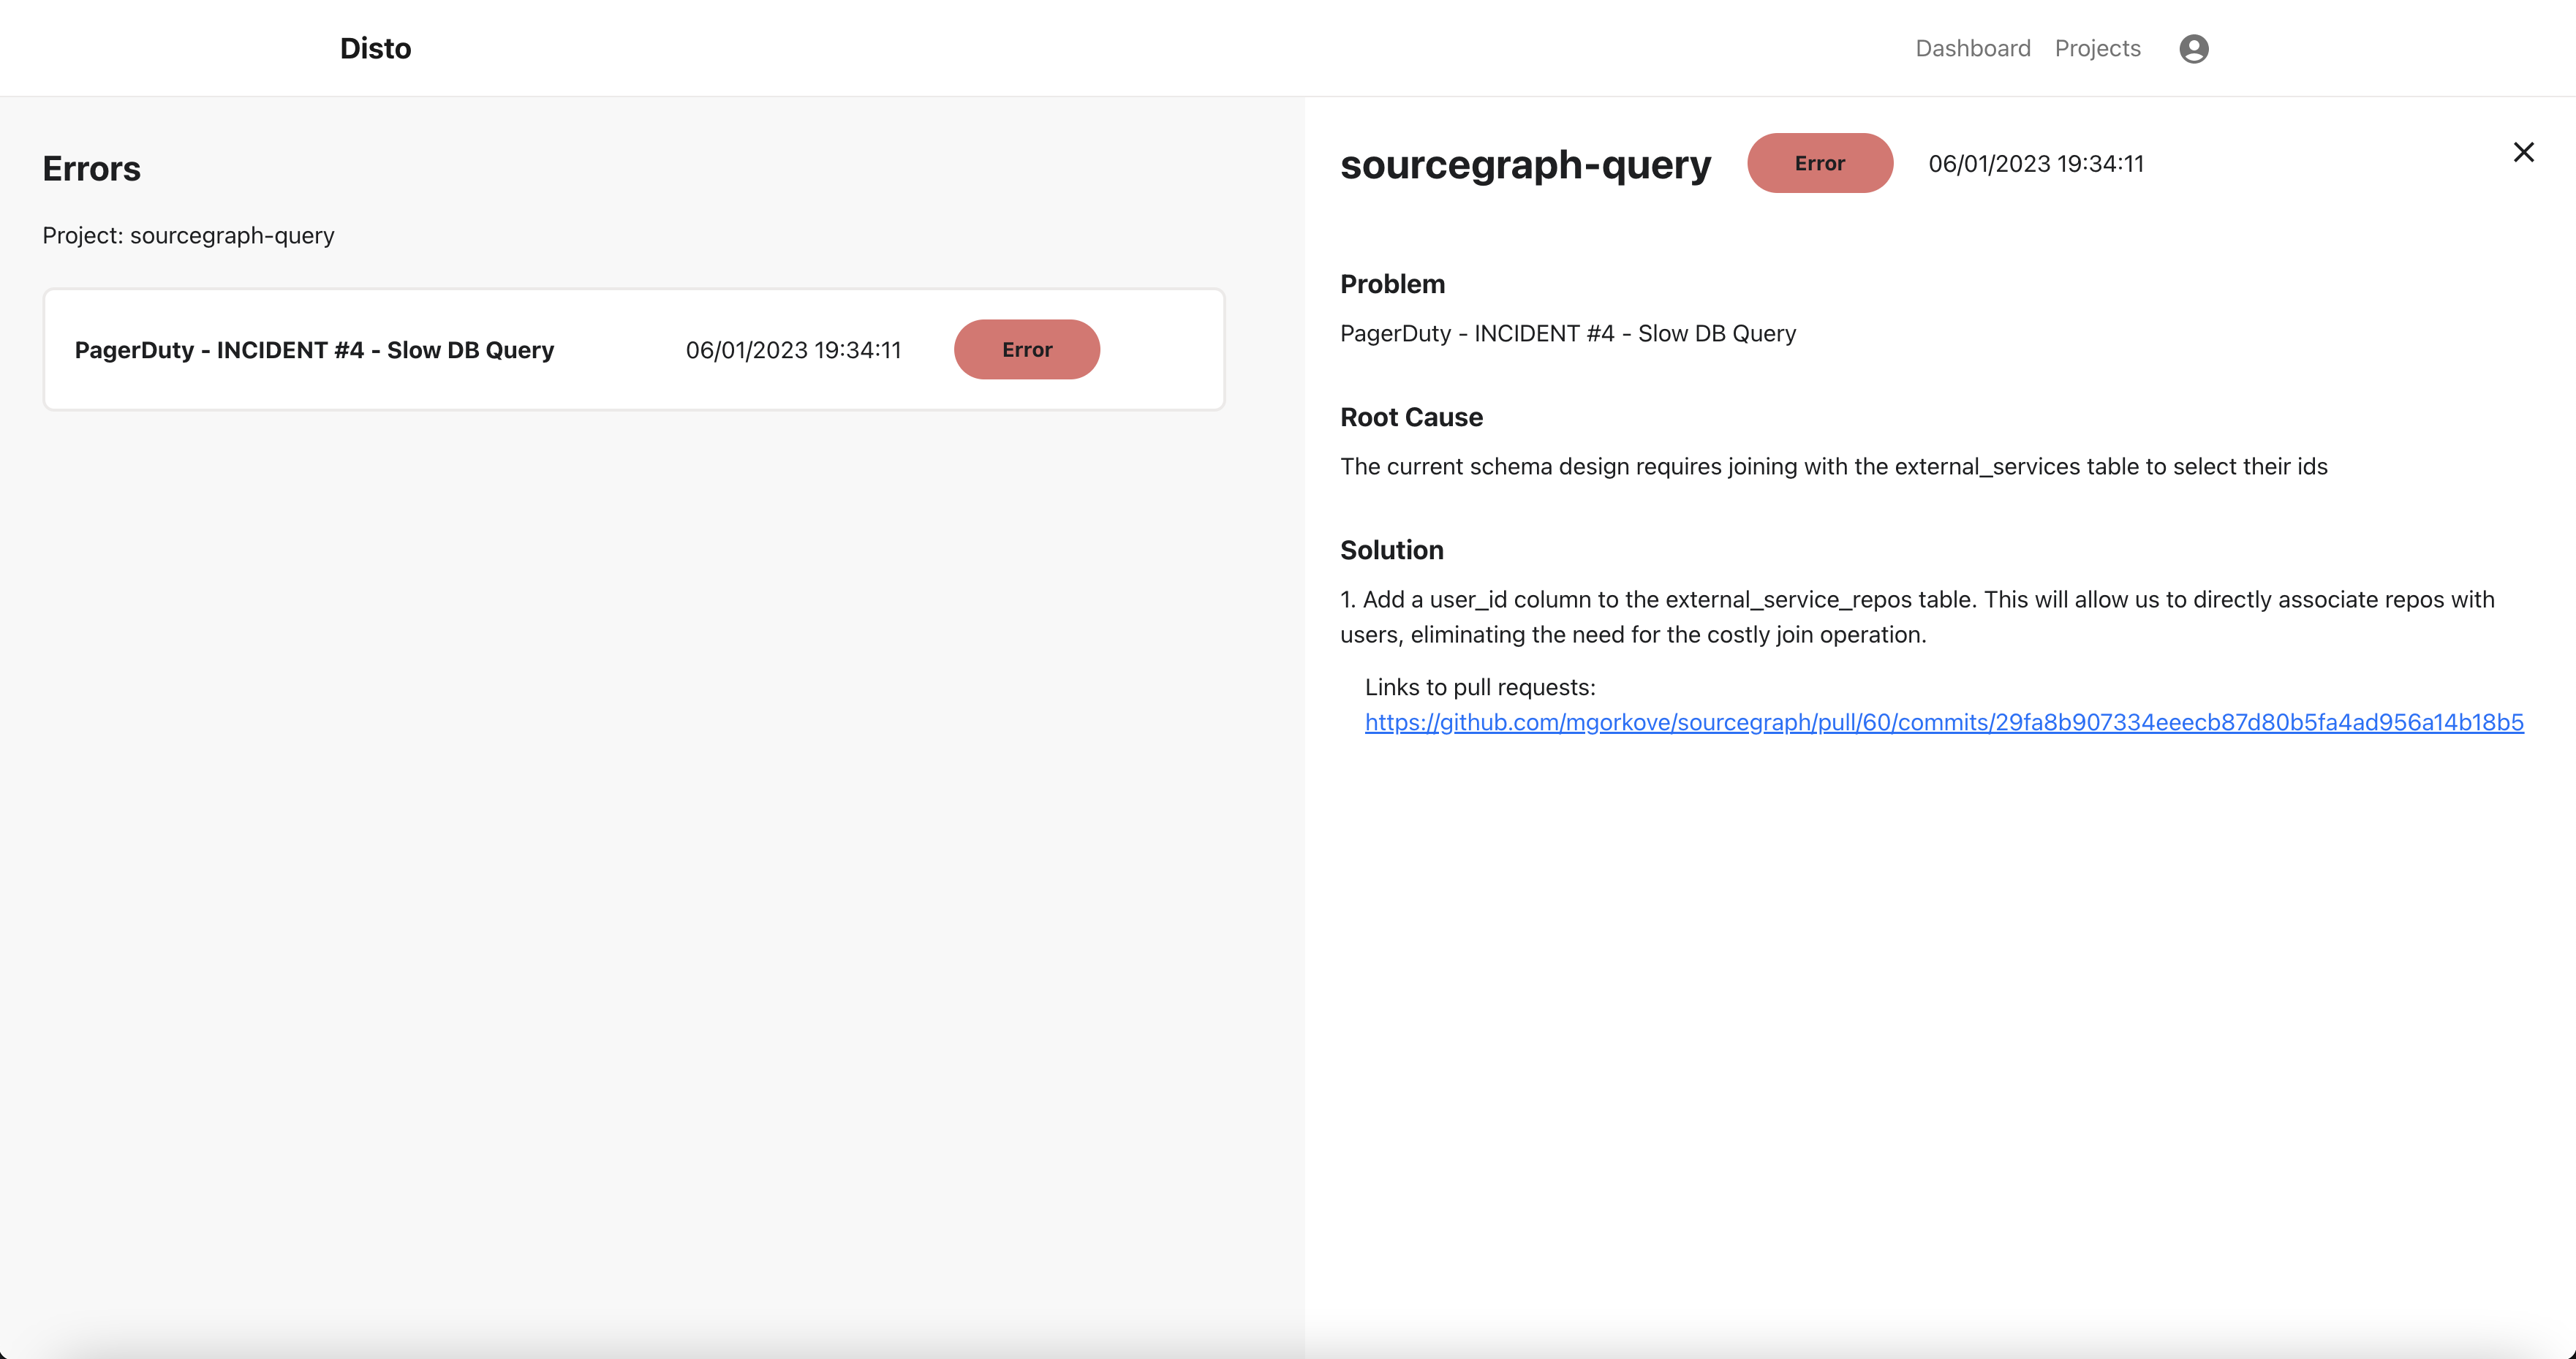 Disto
Dashboard Projects
Errors
Project: sourcegraph-query
PagerDuty - INCIDENT #4 - Slow DB Query 06/01/2023 19:34:11 Error
sourcegraph-query Error 06/01/2023 19:34:11
Problem
PagerDuty - INCIDENT #4 - Slow DB Query
Root Cause
The current schema design requires joining with the external_services table to select their ids
Solution
1. Add a user_id column to the external_service_repos table. This will allow us to directly associate repos with
users, eliminating the need for the costly join operation.
Links to pull requests:
https://github.com/mgorkove/sourcegraph/pull/60/commits/29fa8b907334eeecb87d80b5fa4ad956a14b18b5